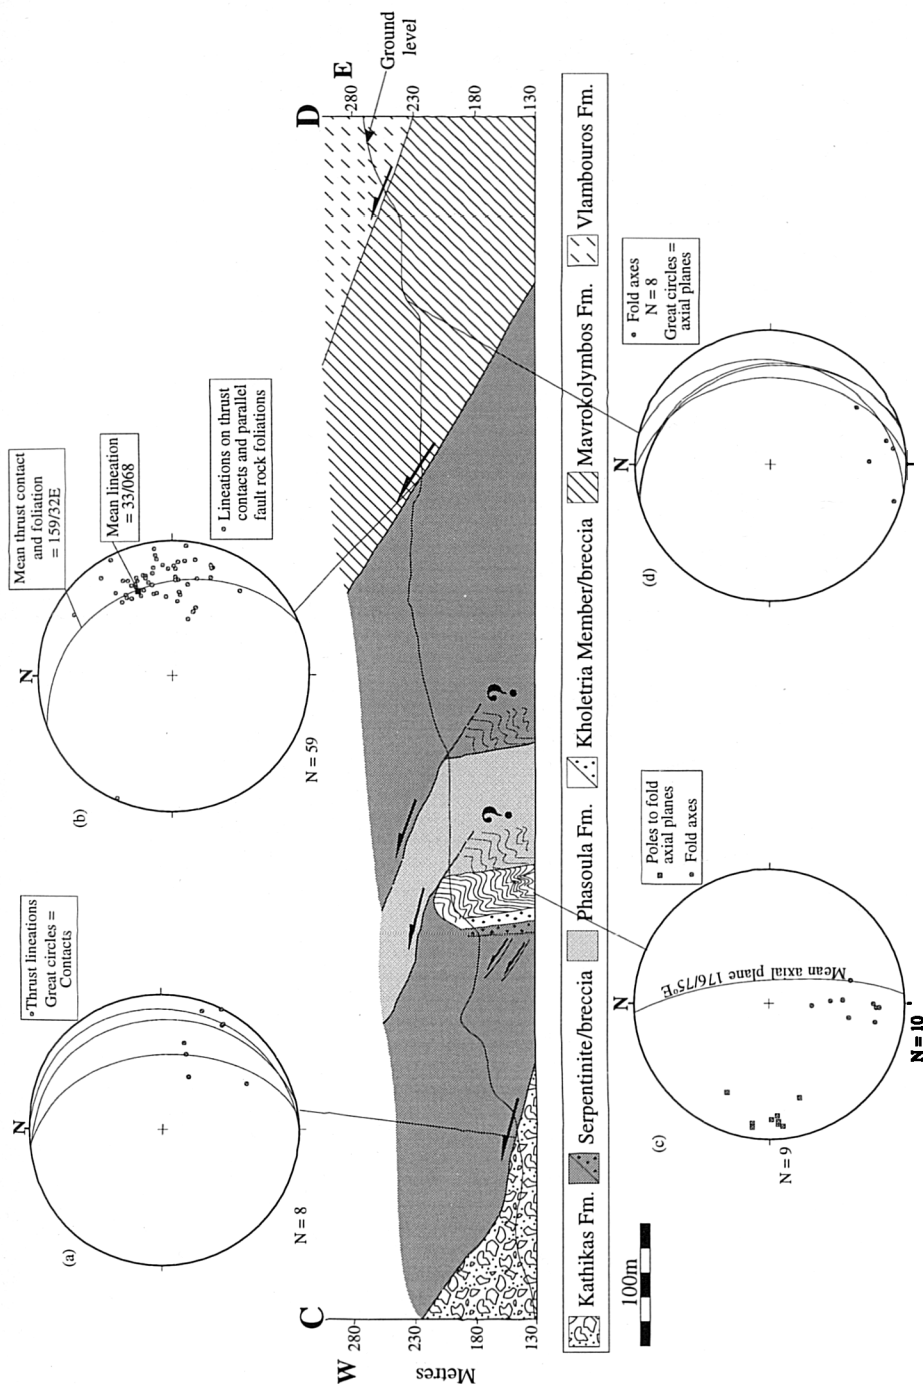 (a)
N
Thrust lineations
Great circles =
Contacts
N = 8
(b)
N
Mean thrust contact
and foliation
= 159/32E
Mean lineation
= 33/068
Lineations on thrust
contacts and parallel
fault rock foliations
N = 59
C
W
D
E
Ground
level
280
230
180
130
Metres
280
230
180
130
?
?
Kathikas Fm.
Serpentinite/breccia
Phasoula Fm.
Kholetria Member/breccia
Mavrokolymbos Fm.
Vlambouros Fm.
100m
(c)
N
Poles to fold
axial planes
Fold axes
Mean axial plane 176/75°E
N = 9
N = 10
(d)
N
Fold axes
N = 8
Great circles =
axial planes